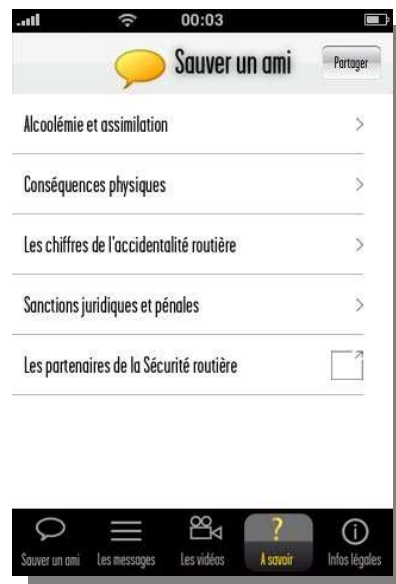 00:03
Sauver un ami
Partager
Alcoolémie et assimilation
Conséquences physiques
Les chiffres de l'accidentalité routière
Sanctions juridiques et pénales
Les partenaires de la Sécurité routière
?
Sauver un ami Les messages Les vidéos A savoir Infos légales